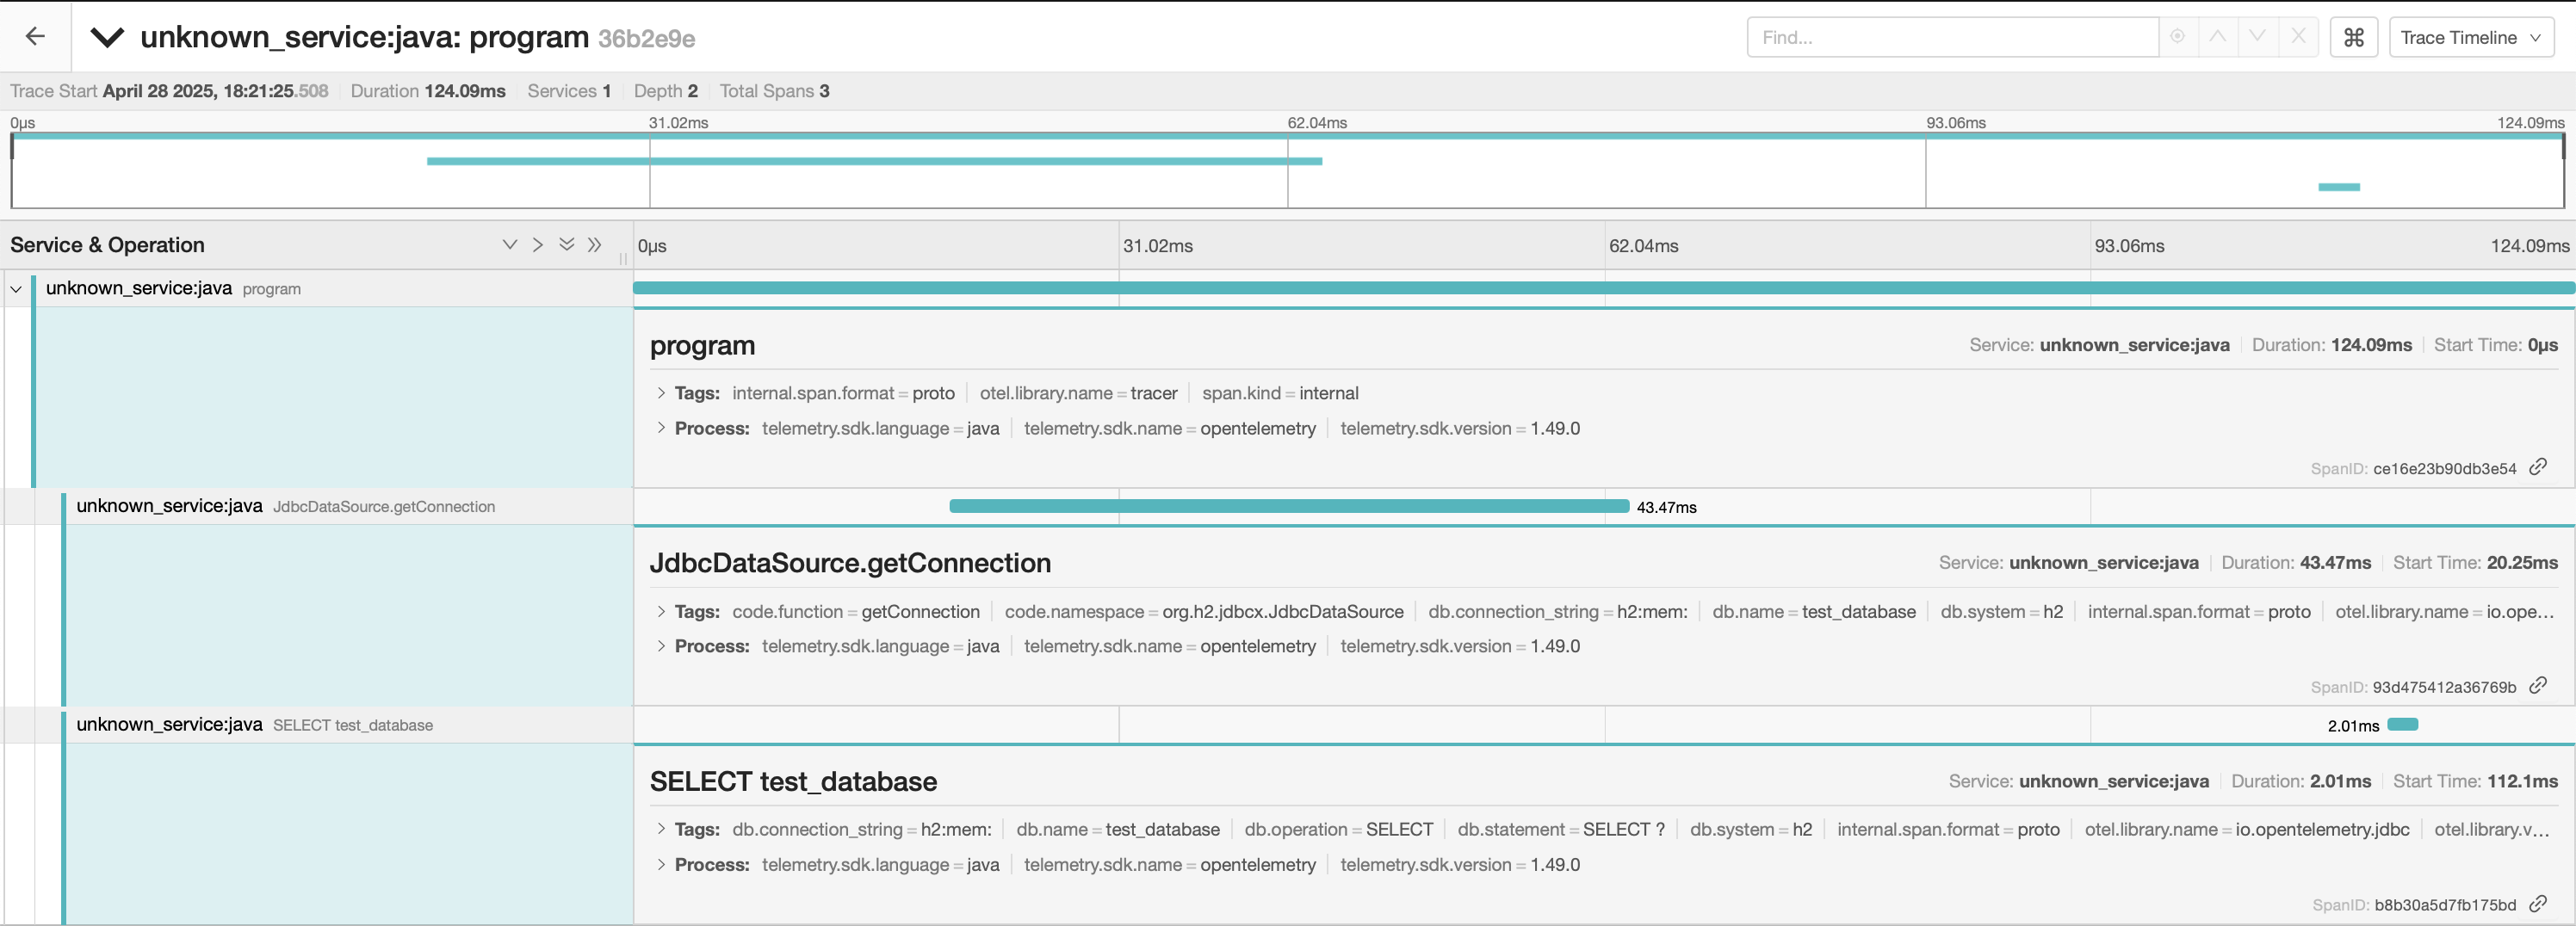 unknown_service:java: program 36b2e9e Find... Trace Timeline
Trace Start April 28 2025, 18:21:25.508 Duration 124.09ms Services 1 Depth 2 Total Spans 3
0μs 31.02ms 62.04ms 93.06ms 124.09ms
Service & Operation 0μs 31.02ms 62.04ms 93.06ms 124.09ms
unknown_service:java program
program Service: unknown_service:java Duration: 124.09ms Start Time: 0μs
Tags: internal.span.format = proto otel.library.name = tracer span.kind = internal
Process: telemetry.sdk.language = java telemetry.sdk.name = opentelemetry telemetry.sdk.version = 1.49.0
SpanID: ce16e23b90db3e54
unknown_service:java JdbcDataSource.getConnection 43.47ms
JdbcDataSource.getConnection Service: unknown_service:java Duration: 43.47ms Start Time: 20.25ms
Tags: code.function = getConnection code.namespace = org.h2.jdbcx.JdbcDataSource db.connection_string = h2:mem: db.name = test_database db.system = h2 internal.span.format = proto otel.library.name = io.ope...
Process: telemetry.sdk.language = java telemetry.sdk.name = opentelemetry telemetry.sdk.version = 1.49.0
SpanID: 93d475412a36769b
unknown_service:java SELECT test_database 2.01ms
SELECT test_database Service: unknown_service:java Duration: 2.01ms Start Time: 112.1ms
Tags: db.connection_string = h2:mem: db.name = test_database db.operation = SELECT db.statement = SELECT ? db.system = h2 internal.span.format = proto otel.library.name = io.opentelemetry.jdbc otel.library.v...
Process: telemetry.sdk.language = java telemetry.sdk.name = opentelemetry telemetry.sdk.version = 1.49.0
SpanID: b8b30a5d7fb175bd